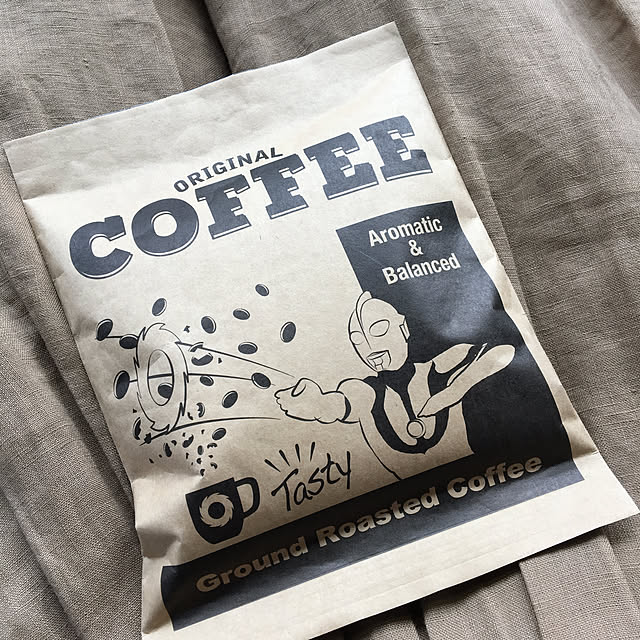 ORIGINAL
COFFEE
Aromatic
&
Balanced
Tasty
Ground Roasted Coffee